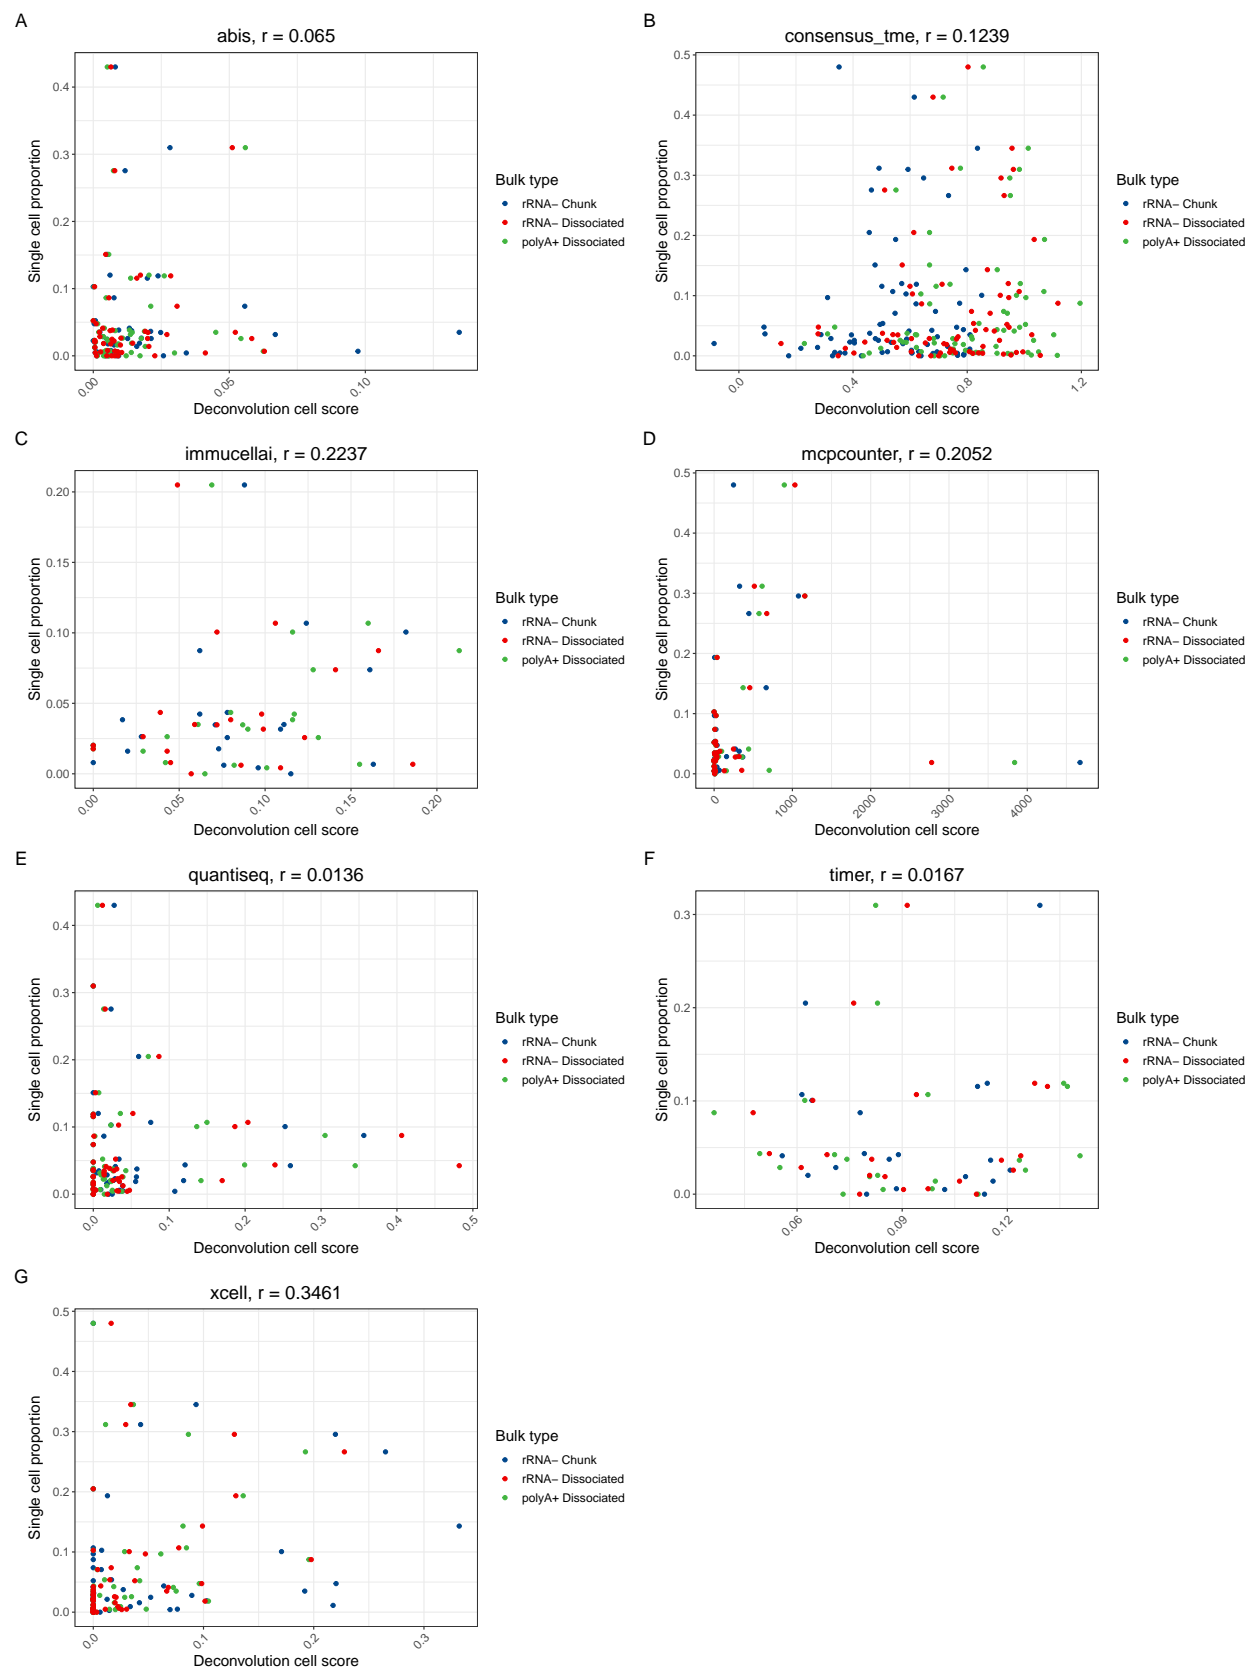 A
abis, r = 0.065
Single cell proportion
0.4
0.3
0.2
0.1
0.0
0.00
0.05
0.10
Deconvolution cell score
Bulk type
rRNA− Chunk
rRNA− Dissociated
polyA+ Dissociated
B
consensus_tme, r = 0.1239
Single cell proportion
0.5
0.4
0.3
0.2
0.1
0.0
0.0
0.4
0.8
1.2
Deconvolution cell score
Bulk type
rRNA− Chunk
rRNA− Dissociated
polyA+ Dissociated
C
immucellai, r = 0.2237
Single cell proportion
0.20
0.15
0.10
0.05
0.00
0.00
0.05
0.10
0.15
0.20
Deconvolution cell score
Bulk type
rRNA− Chunk
rRNA− Dissociated
polyA+ Dissociated
D
mcpcounter, r = 0.2052
Single cell proportion
0.5
0.4
0.3
0.2
0.1
0.0
0
1000
2000
3000
4000
Deconvolution cell score
Bulk type
rRNA− Chunk
rRNA− Dissociated
polyA+ Dissociated
E
quantiseq, r = 0.0136
Single cell proportion
0.4
0.3
0.2
0.1
0.0
0.0
0.1
0.2
0.3
0.4
0.5
Deconvolution cell score
Bulk type
rRNA− Chunk
rRNA− Dissociated
polyA+ Dissociated
F
timer, r = 0.0167
Single cell proportion
0.3
0.2
0.1
0.0
0.06
0.09
0.12
Deconvolution cell score
Bulk type
rRNA− Chunk
rRNA− Dissociated
polyA+ Dissociated
G
xcell, r = 0.3461
Single cell proportion
0.5
0.4
0.3
0.2
0.1
0.0
0.0
0.1
0.2
0.3
Deconvolution cell score
Bulk type
rRNA− Chunk
rRNA− Dissociated
polyA+ Dissociated